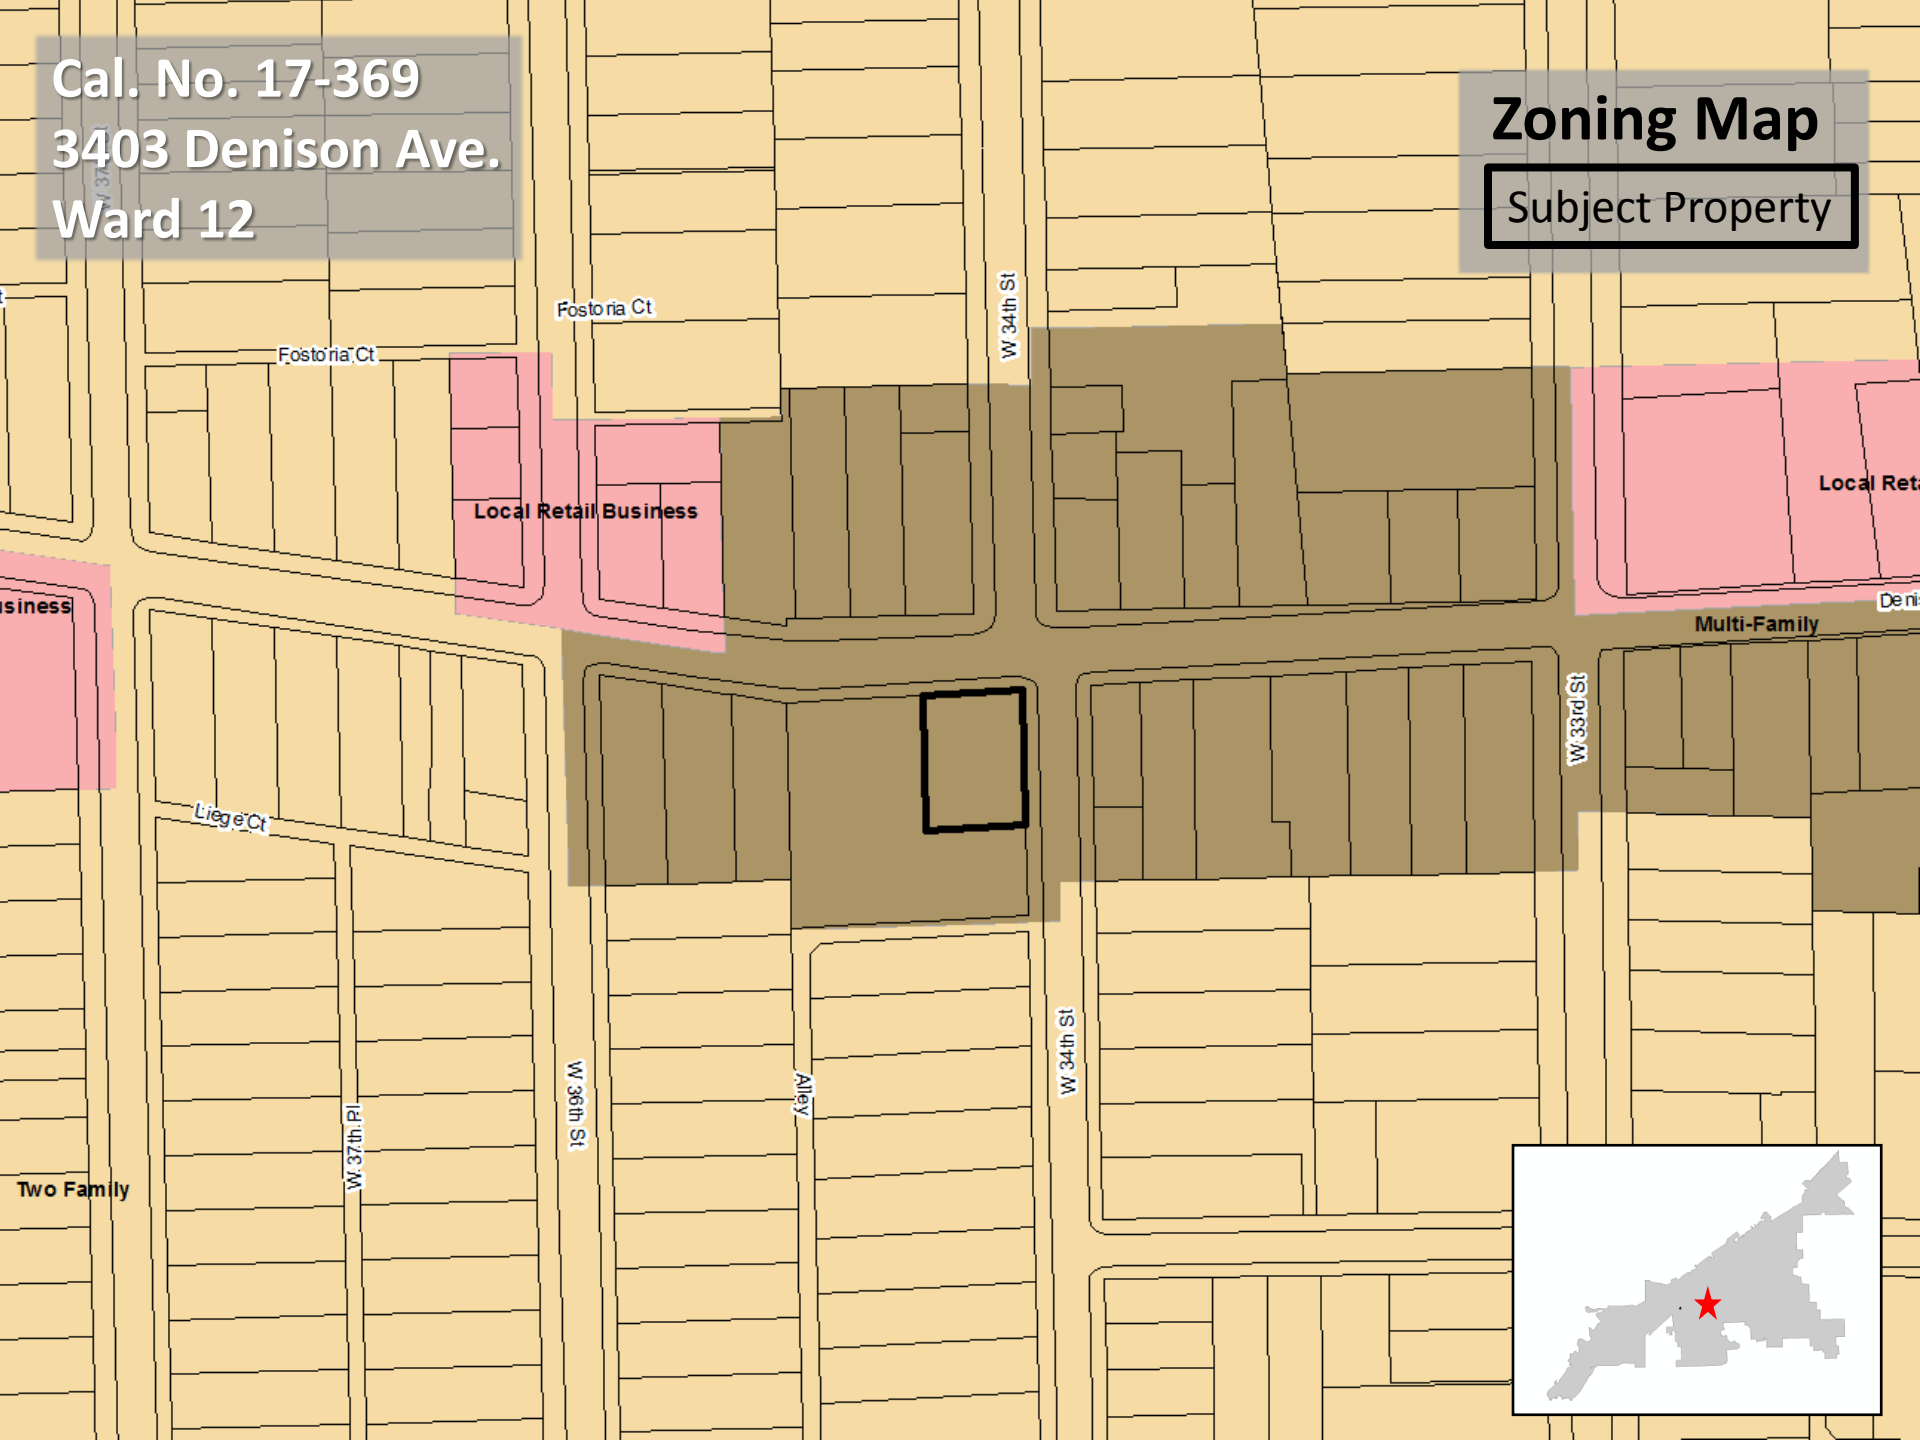 Cal. No. 17-369
3403 Denison Ave.
Ward 12
Zoning Map
Subject Property
W 37
Fostoria Ct
W 34th St
Fostoria Ct
Local Retail Business
Local Reta
usiness
Denis
Multi-Family
W 33rd St
Liege Ct
W 34th St
W 36th St
Alley
W 37th Pl
Two Family